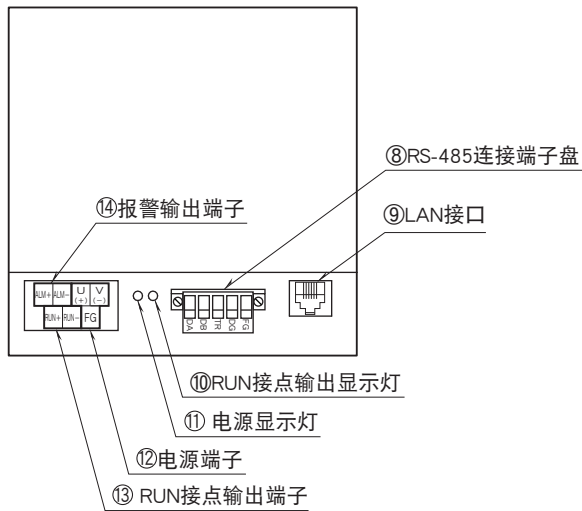 ⑧RS-485连接端子盘
⑭报警输出端子
⑨LAN接口
ALM+ ALM− U (+) V (−)
RUN+ RUN− FG
DA DB TR DG FG
⑩RUN接点输出显示灯
⑪ 电源显示灯
⑫电源端子
⑬ RUN接点输出端子